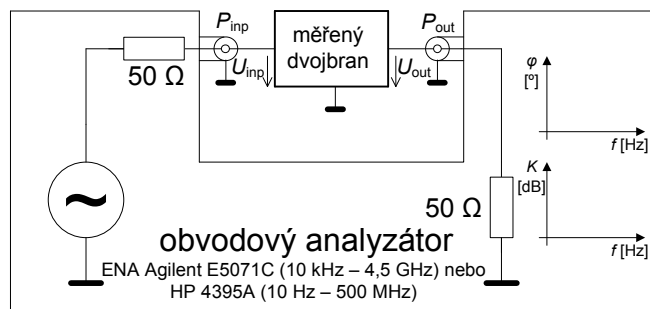 P_inp
měřený
dvojbran
P_out
50 Ω
U_inp
U_out
φ
[º]
f [Hz]
K
[dB]
50 Ω
f [Hz]
~
obvodový analyzátor
ENA Agilent E5071C (10 kHz – 4,5 GHz) nebo
HP 4395A (10 Hz – 500 MHz)